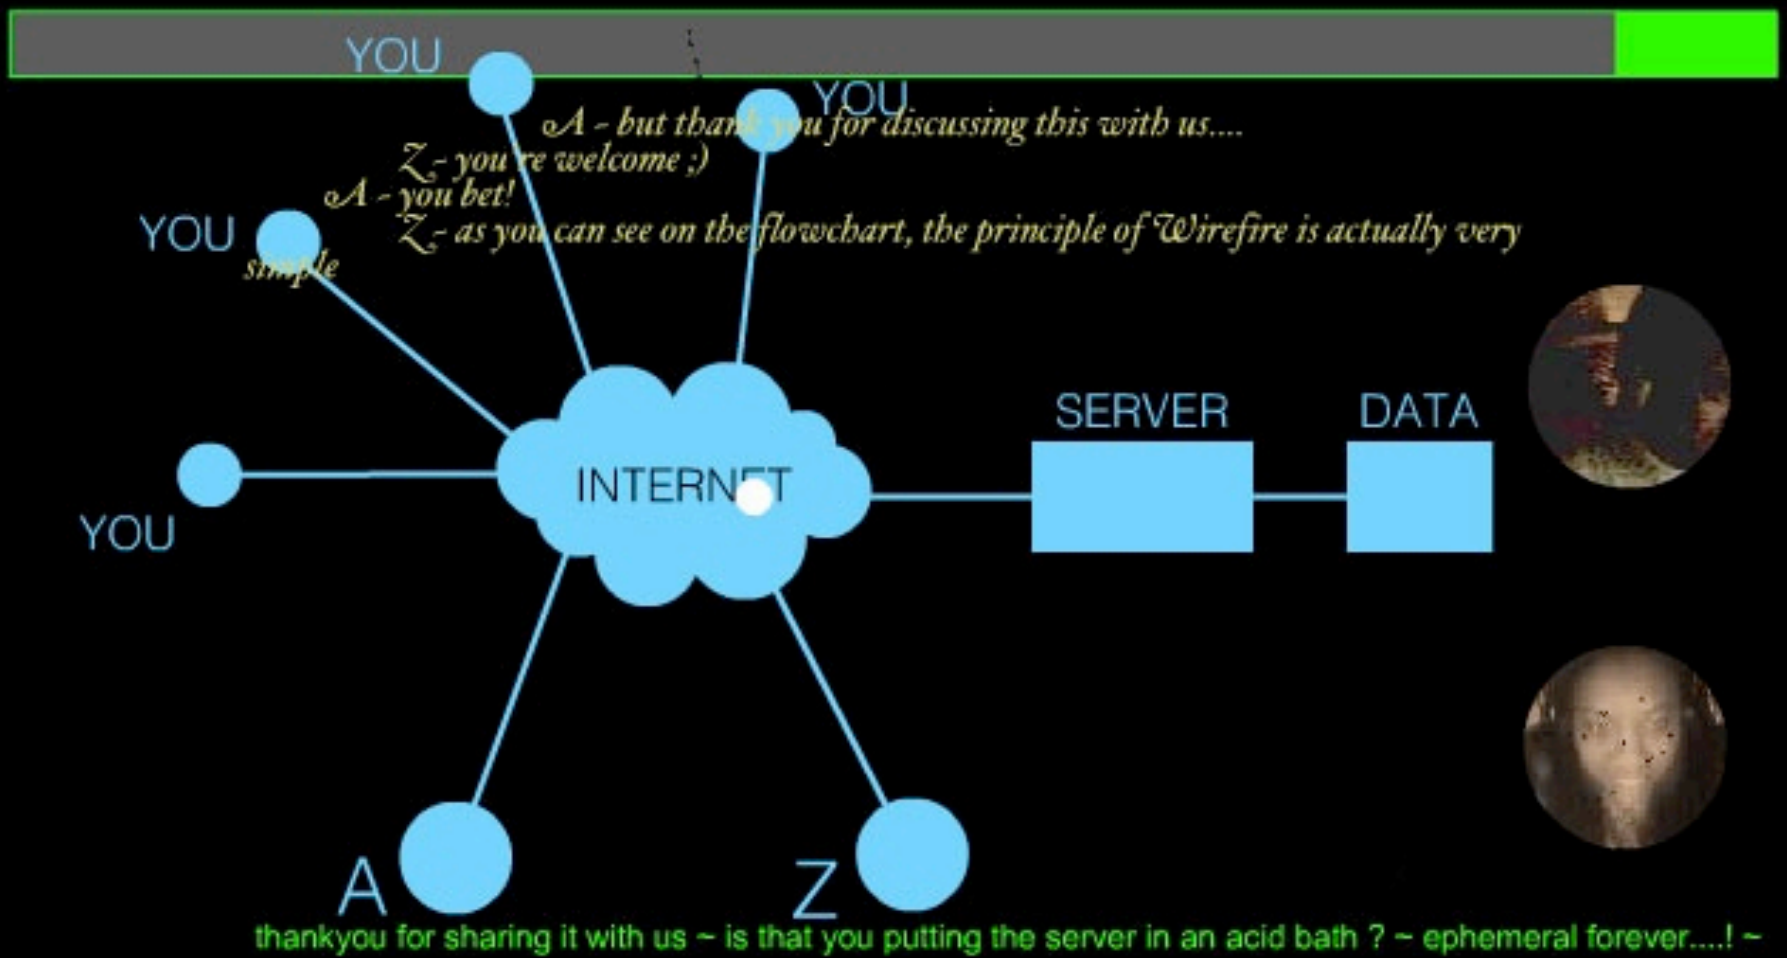 YOU
YOU
A - but thank you for discussing this with us....
Z - you're welcome ;)
A - you bet!
YOU
Z - as you can see on the flowchart, the principle of Wirefire is actually very
simple
SERVER
DATA
INTERNET
YOU
A
Z
thankyou for sharing it with us ~ is that you putting the server in an acid bath ? ~ ephemeral forever....! ~